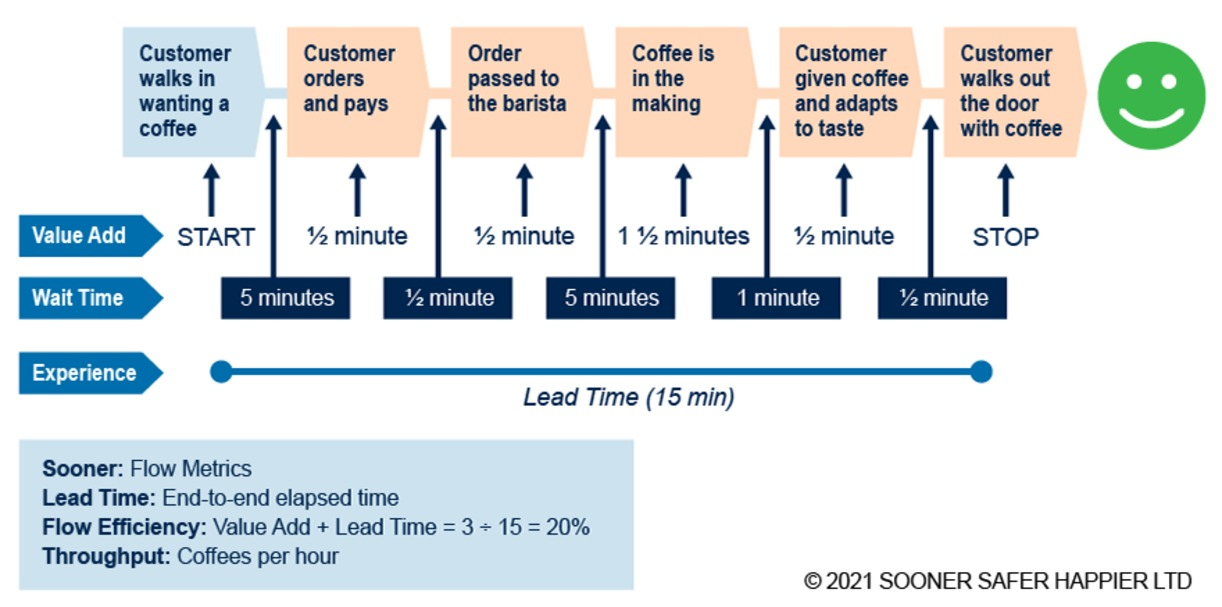 Customer
walks in
wanting a
coffee
Customer
orders
and pays
Order
passed to
the barista
Coffee is
in the
making
Customer
given coffee
and adapts
to taste
Customer
walks out
the door
with coffee
Value Add
START
½ minute
½ minute
1 ½ minutes
½ minute
STOP
Wait Time
5 minutes
½ minute
5 minutes
1 minute
½ minute
Experience
Lead Time (15 min)
Sooner: Flow Metrics
Lead Time: End-to-end elapsed time
Flow Efficiency: Value Add + Lead Time = 3 ÷ 15 = 20%
Throughput: Coffees per hour
© 2021 SOONER SAFER HAPPIER LTD